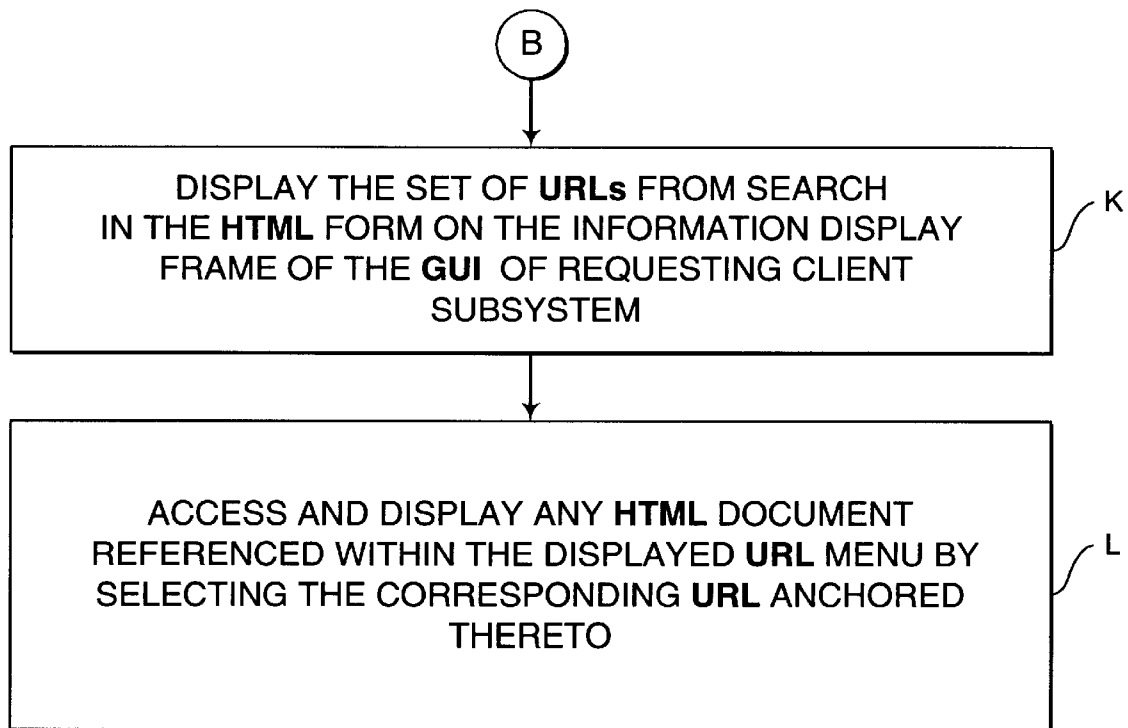 B
DISPLAY THE SET OF URLs FROM SEARCH
IN THE HTML FORM ON THE INFORMATION DISPLAY
FRAME OF THE GUI OF REQUESTING CLIENT
SUBSYSTEM
K
ACCESS AND DISPLAY ANY HTML DOCUMENT
REFERENCED WITHIN THE DISPLAYED URL MENU BY
SELECTING THE CORRESPONDING URL ANCHORED
THERETO
L